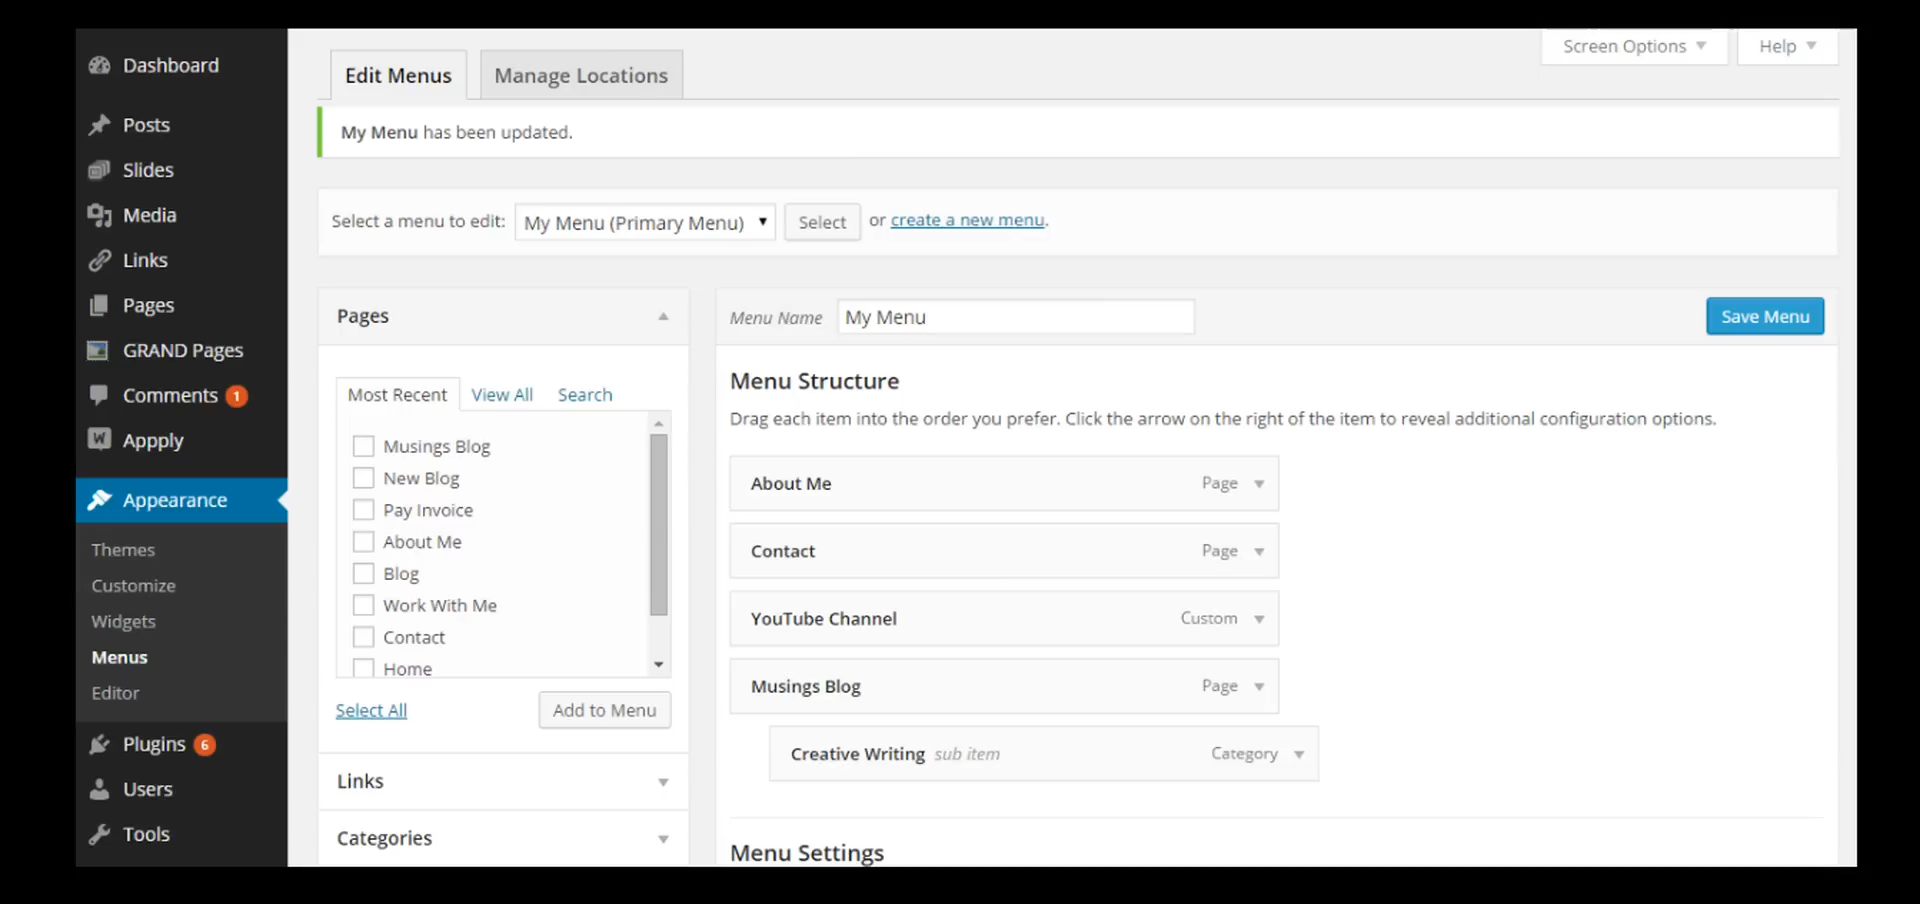 Dashboard
Posts
Slides
Media
Links
Pages
GRAND Pages
Comments 1
Appply
Appearance
Themes
Customize
Widgets
Menus
Editor
Plugins 6
Users
Tools
Screen Options
Help
Edit Menus
Manage Locations
My Menu has been updated.
Select a menu to edit: My Menu (Primary Menu) Select or create a new menu.
Pages
Most Recent View All Search
Musings Blog
New Blog
Pay Invoice
About Me
Blog
Work With Me
Contact
Home
Select All Add to Menu
Links
Categories
Menu Name My Menu Save Menu
Menu Structure
Drag each item into the order you prefer. Click the arrow on the right of the item to reveal additional configuration options.
About Me Page
Contact Page
YouTube Channel Custom
Musings Blog Page
Creative Writing sub item Category
Menu Settings